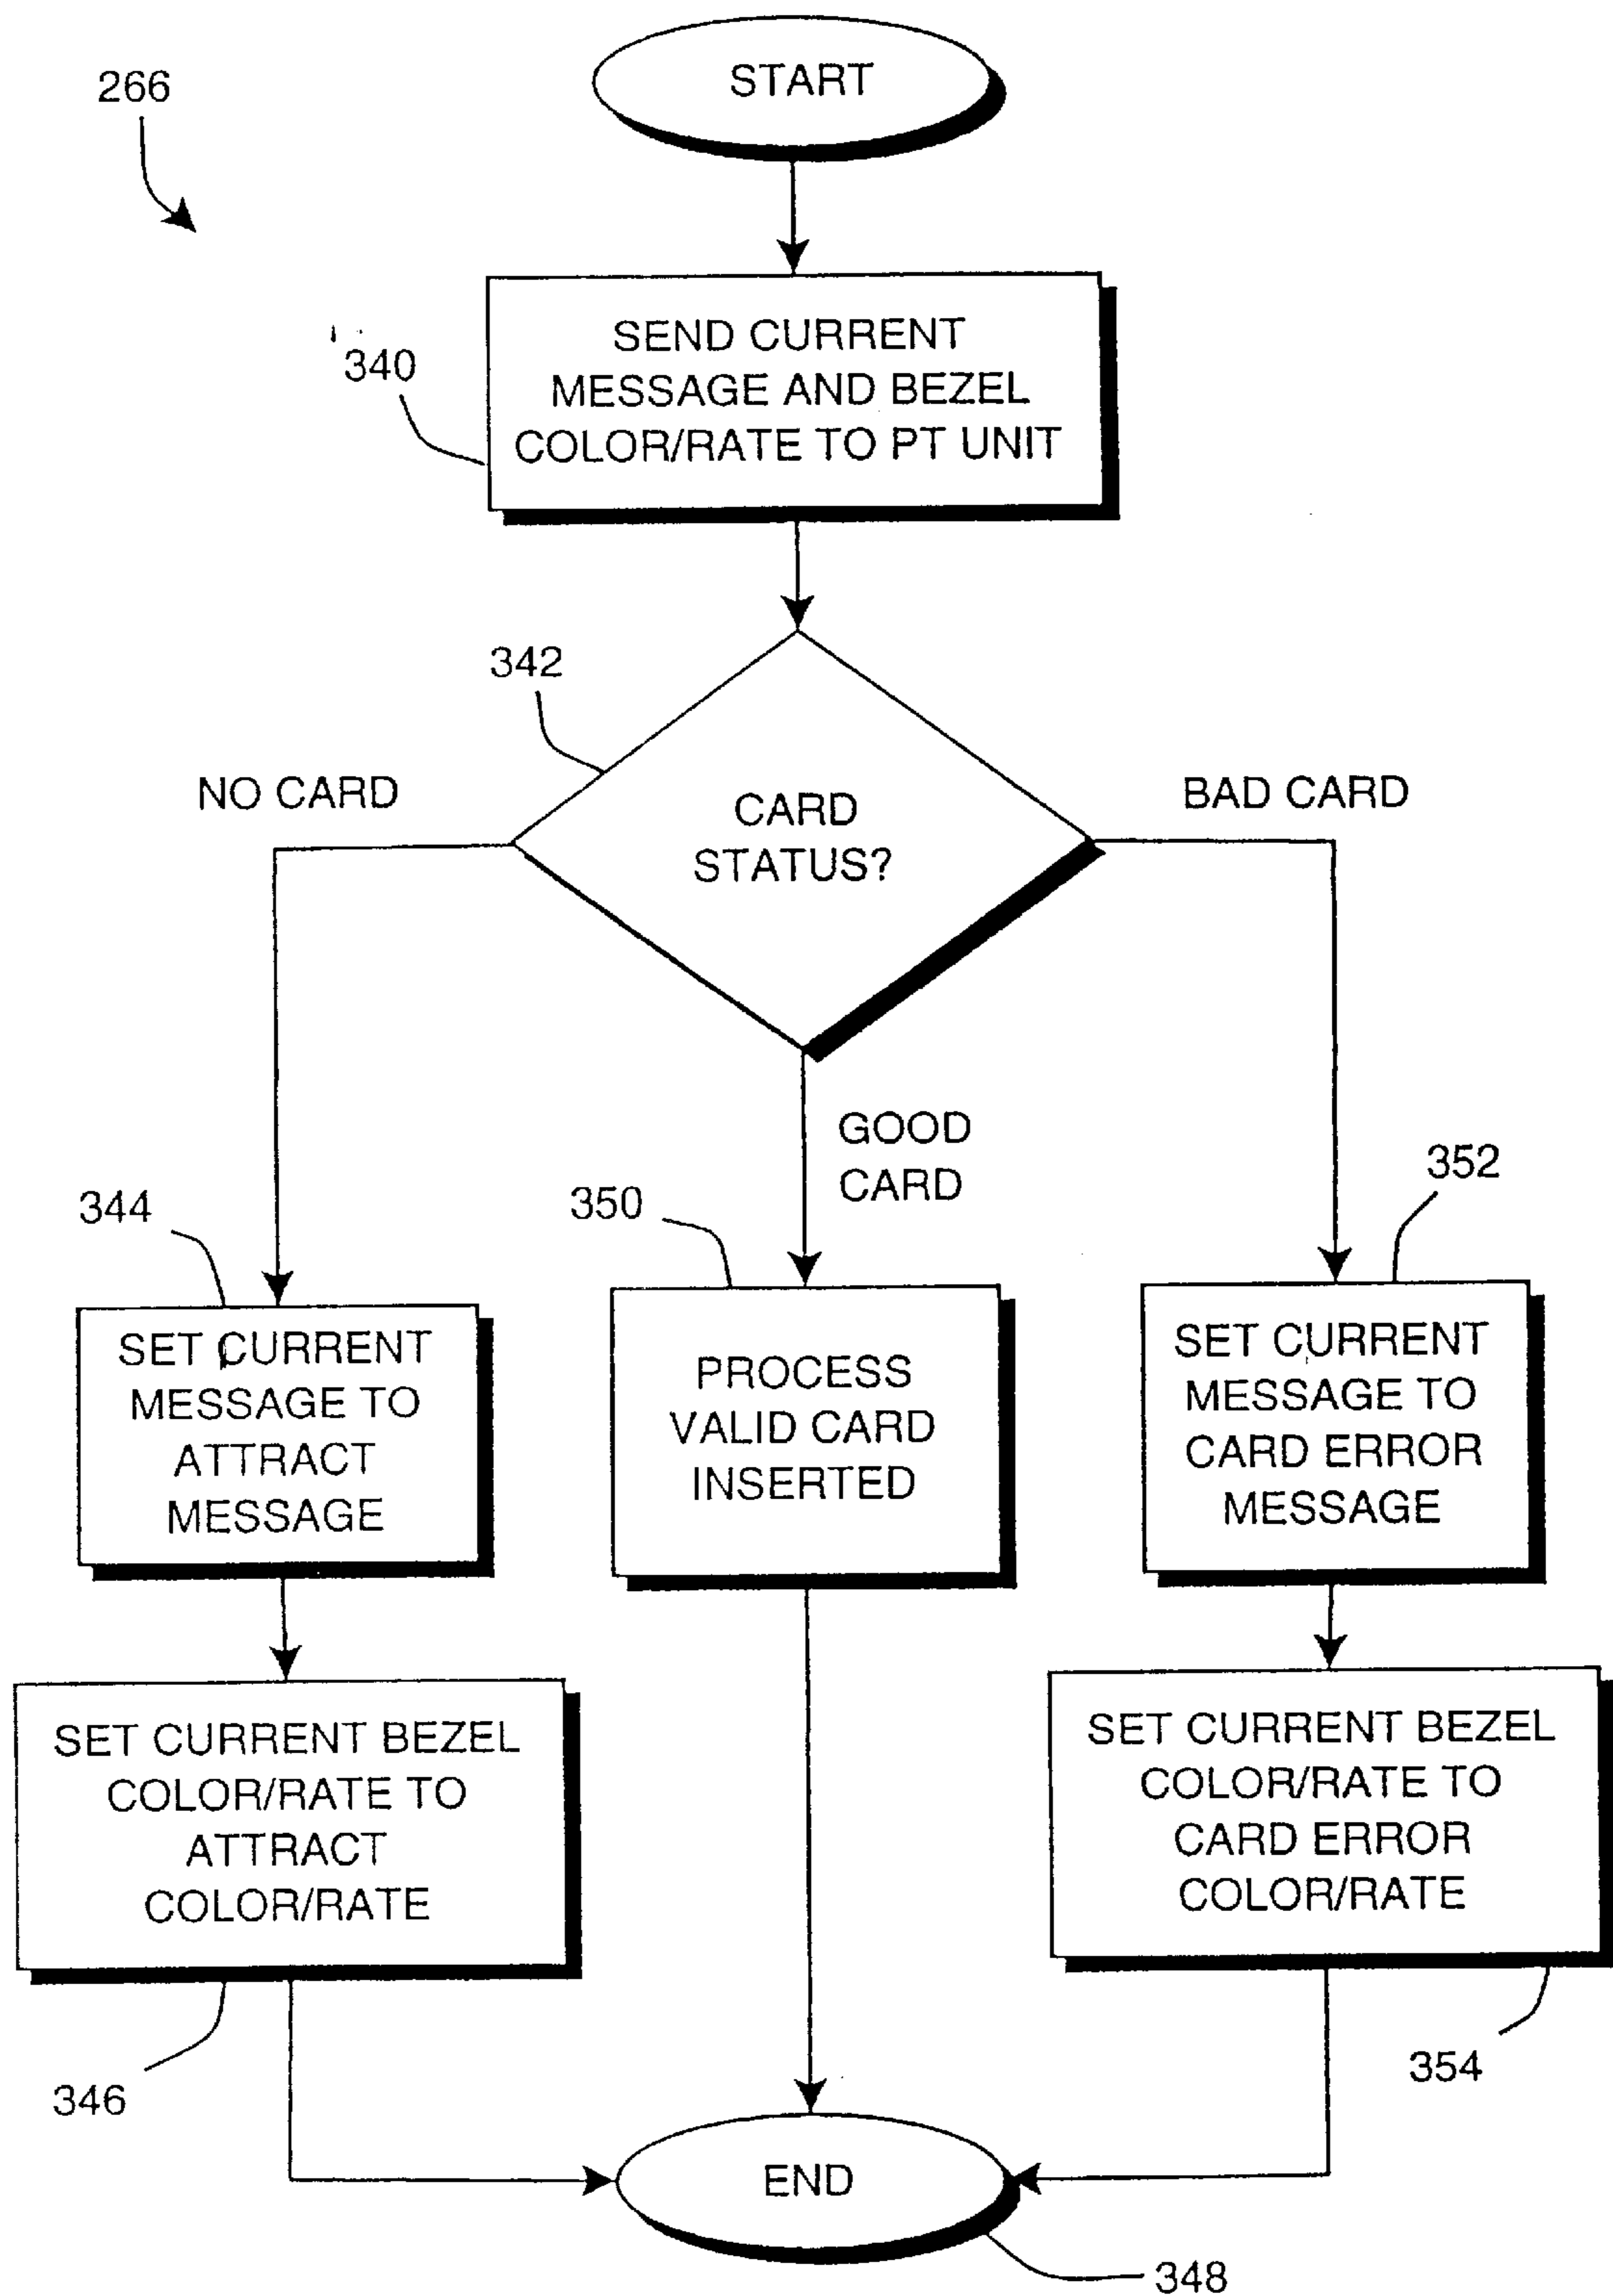 START
266
SEND CURRENT
MESSAGE AND BEZEL
COLOR/RATE TO PT UNIT
340
342
NO CARD
CARD
STATUS?
BAD CARD
GOOD
CARD
344
350
352
SET CURRENT
MESSAGE TO
ATTRACT
MESSAGE
PROCESS
VALID CARD
INSERTED
SET CURRENT
MESSAGE TO
CARD ERROR
MESSAGE
SET CURRENT BEZEL
COLOR/RATE TO
ATTRACT
COLOR/RATE
SET CURRENT BEZEL
COLOR/RATE TO
CARD ERROR
COLOR/RATE
346
354
END
348